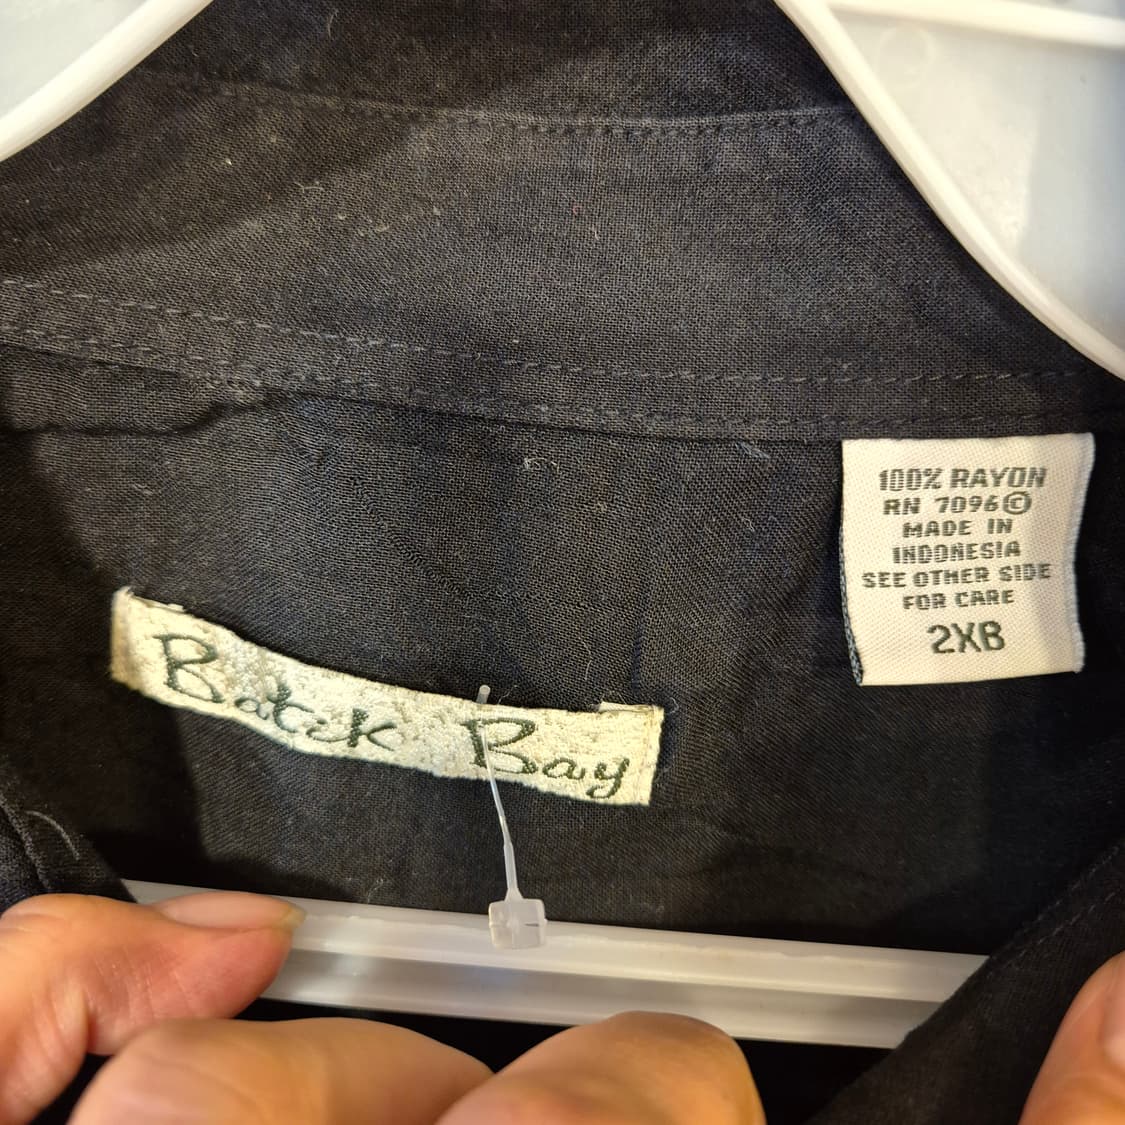 Batik Bay
100% RAYON
RN 7096©
MADE IN
INDONESIA
SEE OTHER SIDE
FOR CARE
2XB